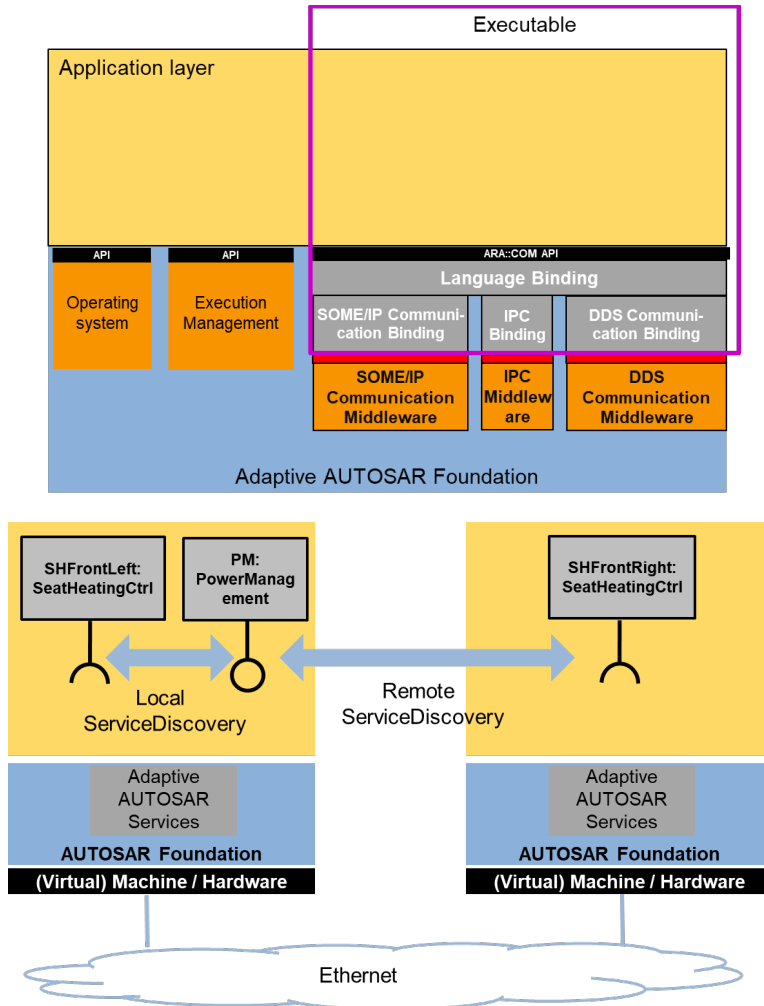 Executable
Application layer
API
API
ARA::COM API
Language Binding
Operating
system
Execution
Management
SOME/IP Communi-
cation Binding
IPC
Binding
DDS Communi-
cation Binding
SOME/IP
Communication
Middleware
IPC
Middlew
are
DDS
Communication
Middleware
Adaptive AUTOSAR Foundation
SHFrontLeft:
SeatHeatingCtrl
PM:
PowerManag
ement
SHFrontRight:
SeatHeatingCtrl
Local
ServiceDiscovery
Remote
ServiceDiscovery
Adaptive
AUTOSAR
Services
AUTOSAR Foundation
(Virtual) Machine / Hardware
Adaptive
AUTOSAR
Services
AUTOSAR Foundation
(Virtual) Machine / Hardware
Ethernet